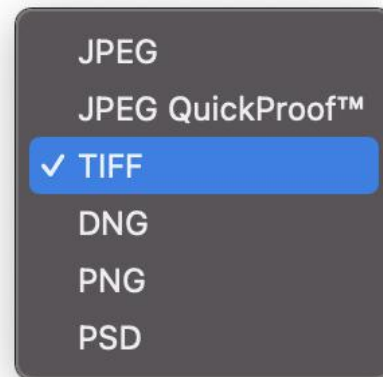 JPEG
JPEG QuickProof™
✓ TIFF
DNG
PNG
PSD